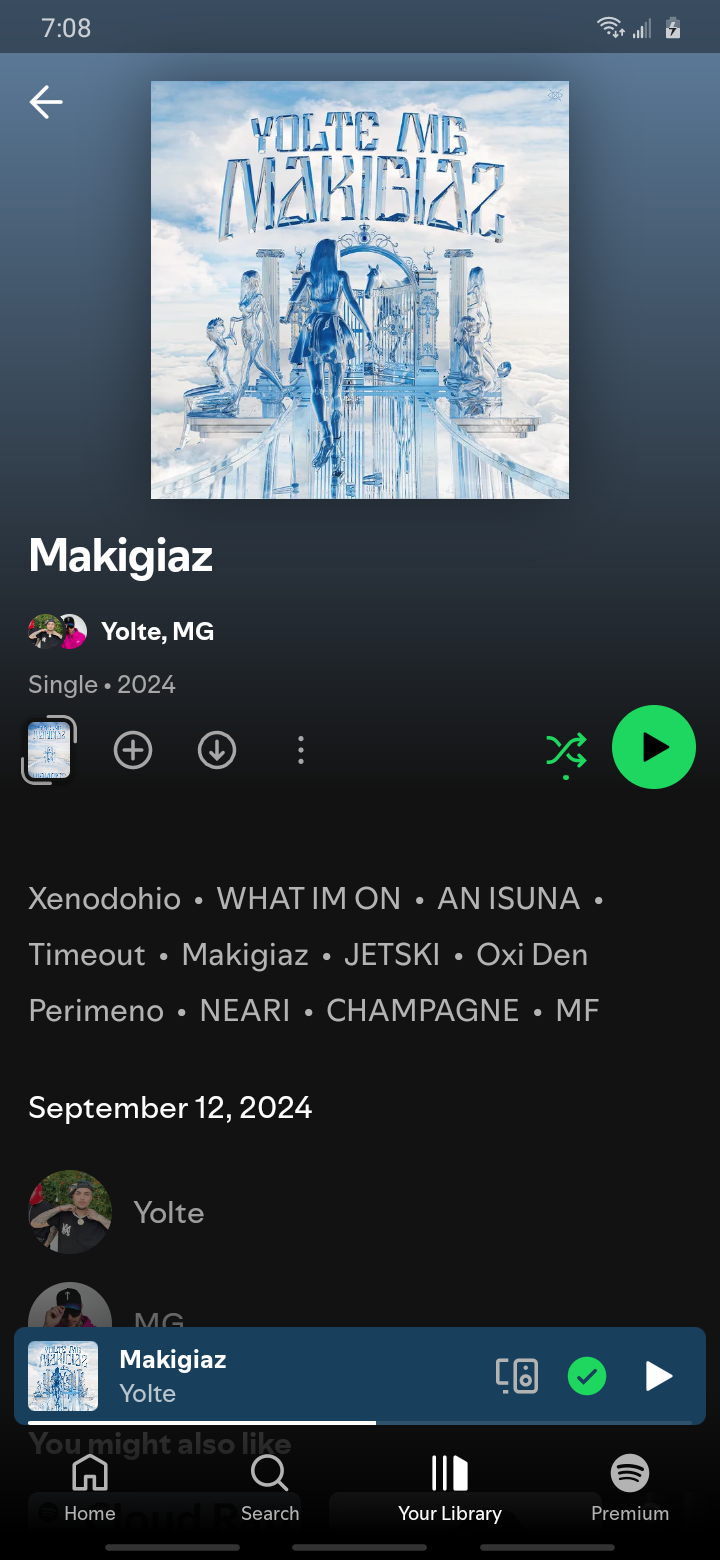 7:08
YOLTE MG
MAKIGIAZ
Makigiaz
Yolte, MG
Single • 2024
Xenodohio • WHAT IM ON • AN ISUNA •
Timeout • Makigiaz • JETSKI • Oxi Den
Perimeno • NEARI • CHAMPAGNE • MF
September 12, 2024
Yolte
MG
Makigiaz
Yolte
You might also like
Cloud R
Home
Search
Your Library
Premium